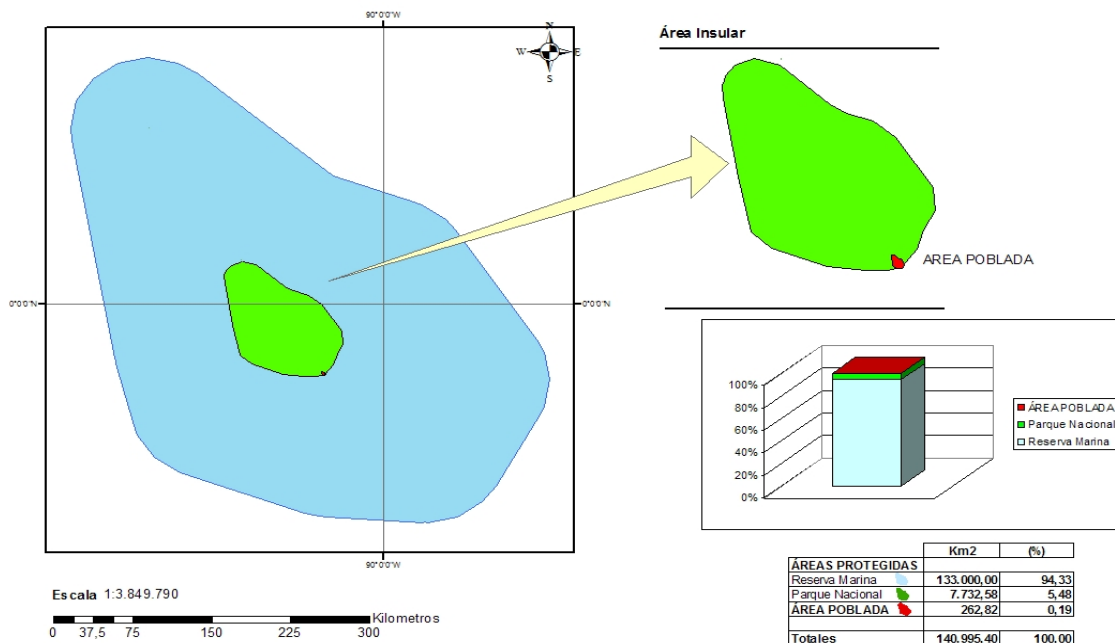 90°0'0"W
N
W E
S
0°0'0"N
0°0'0"N
90°0'0"W
Escala 1:3.849.790
Kilometros
0 37,5 75 150 225 300
Área Insular
AREA POBLADA
100%
80%
60%
40%
20%
0%
ÁREA POBLADA
Parque Nacional
Reserva Marina
Km2 (%)
ÁREAS PROTEGIDAS
Reserva Marina 133.000,00 94,33
Parque Nacional 7.732,58 5,48
ÁREA POBLADA 262,82 0,19
Totales 140.995,40 100,00